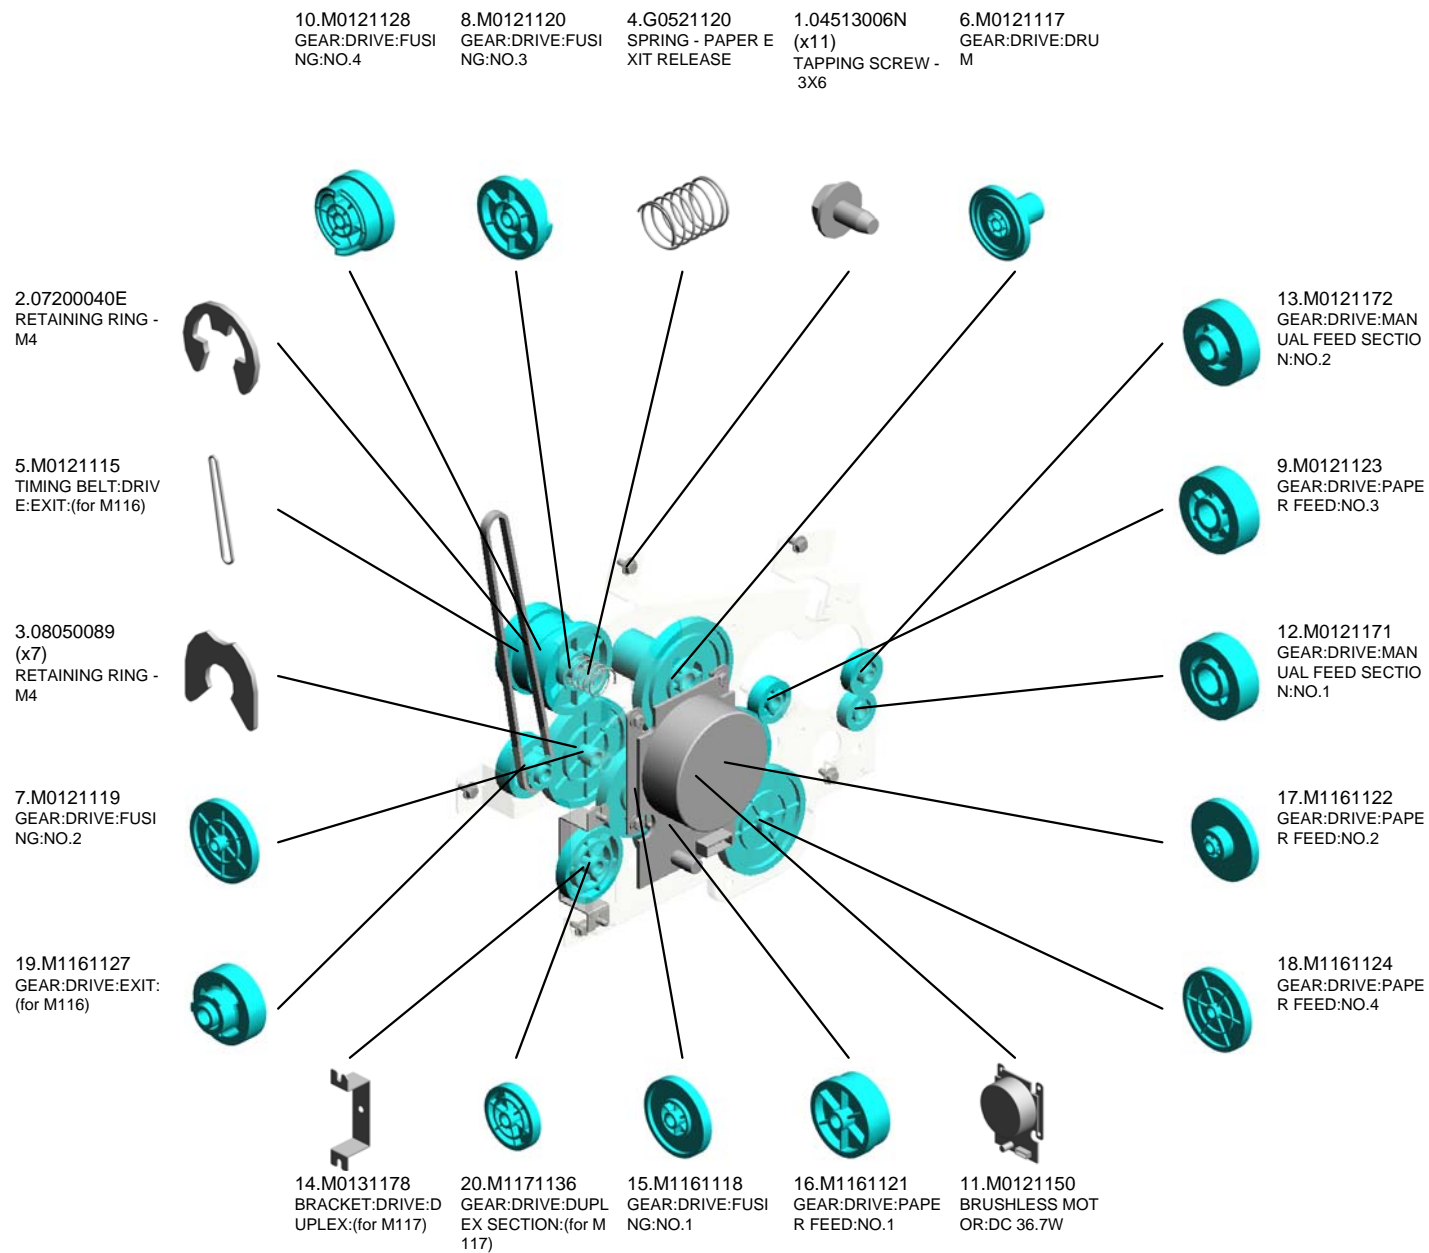 10.M0121128
GEAR:DRIVE:FUSI
NG:NO.4
8.M0121120
GEAR:DRIVE:FUSI
NG:NO.3
4.G0521120
SPRING - PAPER E
XIT RELEASE
1.04513006N
(x11)
TAPPING SCREW -
3X6
6.M0121117
GEAR:DRIVE:DRU
M
2.07200040E
RETAINING RING -
M4
13.M0121172
GEAR:DRIVE:MAN
UAL FEED SECTIO
N:NO.2
5.M0121115
TIMING BELT:DRIV
E:EXIT:(for M116)
9.M0121123
GEAR:DRIVE:PAPE
R FEED:NO.3
3.08050089
(x7)
RETAINING RING -
M4
12.M0121171
GEAR:DRIVE:MAN
UAL FEED SECTIO
N:NO.1
7.M0121119
GEAR:DRIVE:FUSI
NG:NO.2
17.M1161122
GEAR:DRIVE:PAPE
R FEED:NO.2
19.M1161127
GEAR:DRIVE:EXIT:
(for M116)
18.M1161124
GEAR:DRIVE:PAPE
R FEED:NO.4
14.M0131178
BRACKET:DRIVE:D
UPLEX:(for M117)
20.M1171136
GEAR:DRIVE:DUPL
EX SECTION:(for M
117)
15.M1161118
GEAR:DRIVE:FUSI
NG:NO.1
16.M1161121
GEAR:DRIVE:PAPE
R FEED:NO.1
11.M0121150
BRUSHLESS MOT
OR:DC 36.7W